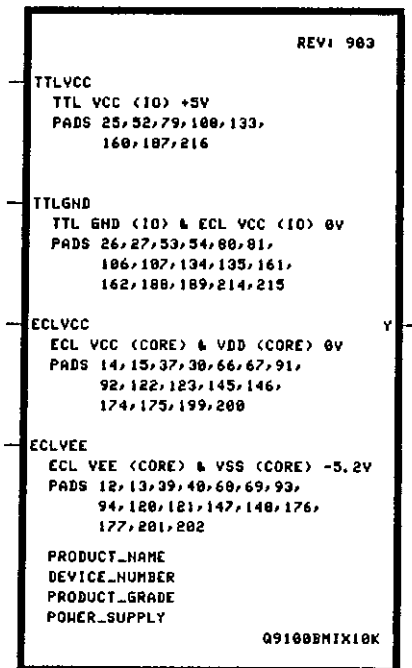 REV: 903
TTLVCC
TTL VCC (IO) +5V
PADS 25,52,79,108,133,
160,187,216
TTLGND
TTL GND (IO) & ECL VCC (IO) 0V
PADS 26,27,53,54,80,81,
106,107,134,135,161,
162,188,189,214,215
ECLVCC
Y
ECL VCC (CORE) & VDD (CORE) 0V
PADS 14,15,37,38,66,67,91,
92,122,123,145,146,
174,175,199,200
ECLVEE
ECL VEE (CORE) & VSS (CORE) -5.2V
PADS 12,13,39,40,68,69,93,
94,120,121,147,148,176,
177,201,202
PRODUCT_NAME
DEVICE_NUMBER
PRODUCT_GRADE
POWER_SUPPLY
Q9100BMIX10K